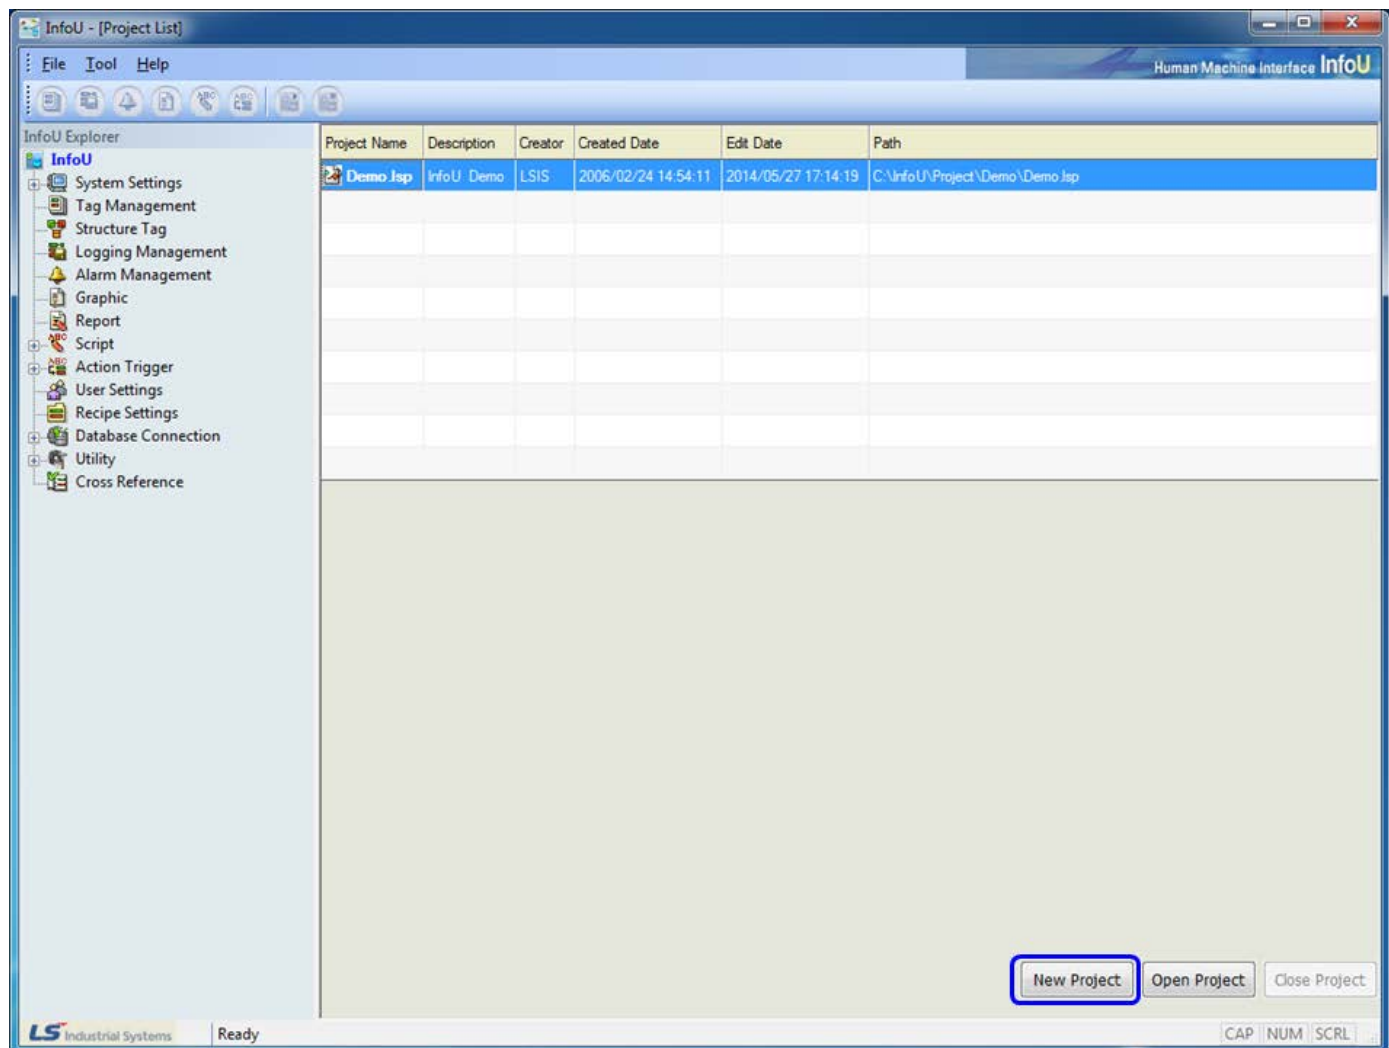 InfoU - [Project List]
File Tool Help
Human Machine Interface InfoU
InfoU Explorer
InfoU
System Settings
Tag Management
Structure Tag
Logging Management
Alarm Management
Graphic
Report
Script
Action Trigger
User Settings
Recipe Settings
Database Connection
Utility
Cross Reference
Project Name Description Creator Created Date Edit Date Path
Demo.lsp InfoU Demo LSIS 2006/02/24 14:54:11 2014/05/27 17:14:19 C:\InfoU\Project\Demo\Demo.lsp
New Project Open Project Close Project
LS Industrial Systems Ready CAP NUM SCRL